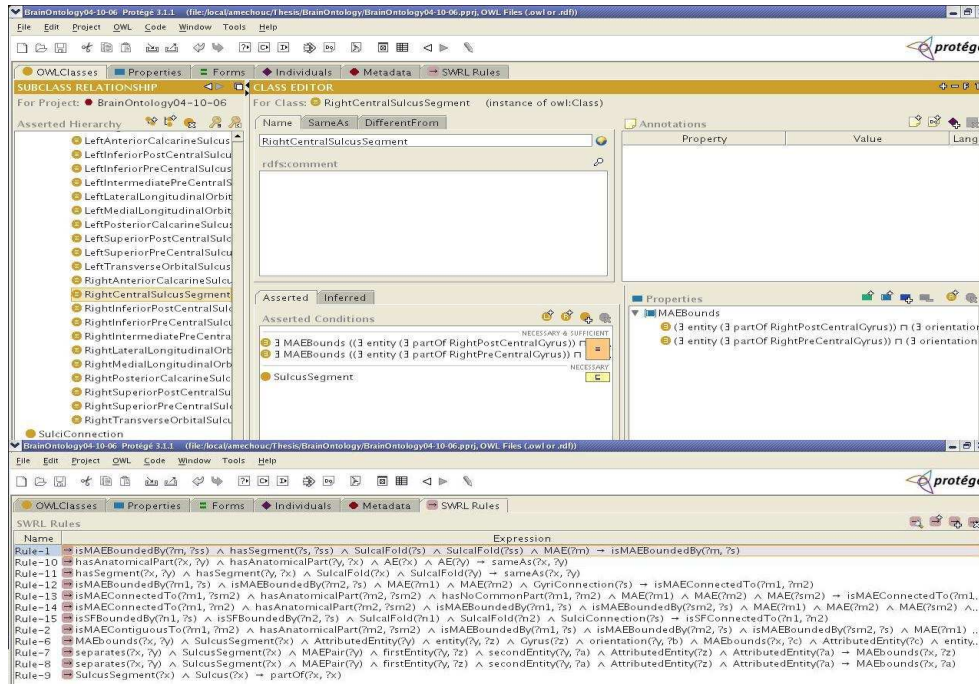 BrainOntology04-10-06 Protégé 3.1.1 (file:/local/amechouc/Thesis/BrainOntology/BrainOntology04-10-06.pprj, OWL Files (.owl or .rdf))
File Edit Project OWL Code Window Tools Help
protégé
OWLClasses Properties Forms Individuals Metadata SWRL Rules
SUBCLASS RELATIONSHIP
CLASS EDITOR
For Project: BrainOntology04-10-06
For Class: RightCentralSulcusSegment (instance of owl:Class)
Asserted Hierarchy
Name SameAs DifferentFrom
Annotations
RightCentralSulcusSegment
Property Value Lang
rdfs:comment
LeftAnteriorCalcarineSulcus
LeftInferiorPostCentralSulcu
LeftInferiorPreCentralSulcus
LeftIntermediatePreCentralS
LeftLateralLongitudinalOrbit
LeftMedialLongitudinalOrbit
LeftPosteriorCalcarineSulcus
LeftSuperiorPostCentralSulc
LeftSuperiorPreCentralSulcu
LeftTransverseOrbitalSulcus
RightAnteriorCalcarineSulcu
RightCentralSulcusSegment
RightInferiorPostCentralSulc
RightInferiorPreCentralSulcu
RightIntermediatePreCentra
RightLateralLongitudinalOrb
RightMedialLongitudinalOrb
RightPosteriorCalcarineSulc
RightSuperiorPostCentralSu
RightSuperiorPreCentralSulc
RightTransverseOrbitalSulcu
SulciConnection
Asserted Inferred
Asserted Conditions
NECESSARY & SUFFICIENT
∃ MAEBounds ((∃ entity (∃ partOf RightPostCentralGyrus)) ⊓
∃ MAEBounds ((∃ entity (∃ partOf RightPreCentralGyrus)) ⊓
NECESSARY
SulcusSegment
Properties
MAEBounds
(∃ entity (∃ partOf RightPostCentralGyrus)) ⊓ (∃ orientation
(∃ entity (∃ partOf RightPreCentralGyrus)) ⊓ (∃ orientation
BrainOntology04-10-06 Protégé 3.1.1 (file:/local/amechouc/Thesis/BrainOntology/BrainOntology04-10-06.pprj, OWL Files (.owl or .rdf))
File Edit Project OWL Code Window Tools Help
protégé
OWLClasses Properties Forms Individuals Metadata SWRL Rules
SWRL Rules
Name Expression
Rule-1 isMAEBoundedBy(?m, ?ss) ∧ hasSegment(?s, ?ss) ∧ SulcalFold(?s) ∧ SulcalFold(?ss) ∧ MAE(?m) → isMAEBoundedBy(?m, ?s)
Rule-10 hasAnatomicalPart(?x, ?y) ∧ hasAnatomicalPart(?y, ?x) ∧ AE(?x) ∧ AE(?y) → sameAs(?x, ?y)
Rule-11 hasSegment(?x, ?y) ∧ hasSegment(?y, ?x) ∧ SulcalFold(?x) ∧ SulcalFold(?y) → sameAs(?x, ?y)
Rule-12 isMAEBoundedBy(?m1, ?s) ∧ isMAEBoundedBy(?m2, ?s) ∧ MAE(?m1) ∧ MAE(?m2) ∧ GyriConnection(?s) → isMAEConnectedTo(?m1, ?m2)
Rule-13 isMAEConnectedTo(?m1, ?sm2) ∧ hasAnatomicalPart(?m2, ?sm2) ∧ hasNoCommonPart(?m1, ?m2) ∧ MAE(?m1) ∧ MAE(?m2) ∧ MAE(?sm2) → isMAEConnectedTo(?m1...
Rule-14 isMAEConnectedTo(?m1, ?m2) ∧ hasAnatomicalPart(?m2, ?sm2) ∧ isMAEBoundedBy(?m1, ?s) ∧ isMAEBoundedBy(?sm2, ?s) ∧ MAE(?m1) ∧ MAE(?m2) ∧ MAE(?sm2) ∧...
Rule-15 isSFBoundedBy(?m1, ?s) ∧ isSFBoundedBy(?m2, ?s) ∧ SulcalFold(?m1) ∧ SulcalFold(?m2) ∧ SulciConnection(?s) → isSFConnectedTo(?m1, ?m2)
Rule-2 isMAEContiguousTo(?m1, ?m2) ∧ hasAnatomicalPart(?m2, ?sm2) ∧ isMAEBoundedBy(?m1, ?s) ∧ isMAEBoundedBy(?m2, ?s) ∧ isMAEBoundedBy(?sm2, ?s) ∧ MAE(?m1) ...
Rule-6 MAEbounds(?x, ?y) ∧ SulcusSegment(?x) ∧ AttributedEntity(?y) ∧ entity(?y, ?z) ∧ Gyrus(?z) ∧ orientation(?y, ?b) ∧ MAEbounds(?x, ?c) ∧ AttributedEntity(?c) ∧ entity...
Rule-7 separates(?x, ?y) ∧ SulcusSegment(?x) ∧ MAEPair(?y) ∧ firstEntity(?y, ?z) ∧ secondEntity(?y, ?a) ∧ AttributedEntity(?z) ∧ AttributedEntity(?a) → MAEbounds(?x, ?z)
Rule-8 separates(?x, ?y) ∧ SulcusSegment(?x) ∧ MAEPair(?y) ∧ firstEntity(?y, ?z) ∧ secondEntity(?y, ?a) ∧ AttributedEntity(?z) ∧ AttributedEntity(?a) → MAEbounds(?x, ?a)
Rule-9 SulcusSegment(?x) ∧ Sulcus(?x) → partOf(?x, ?x)